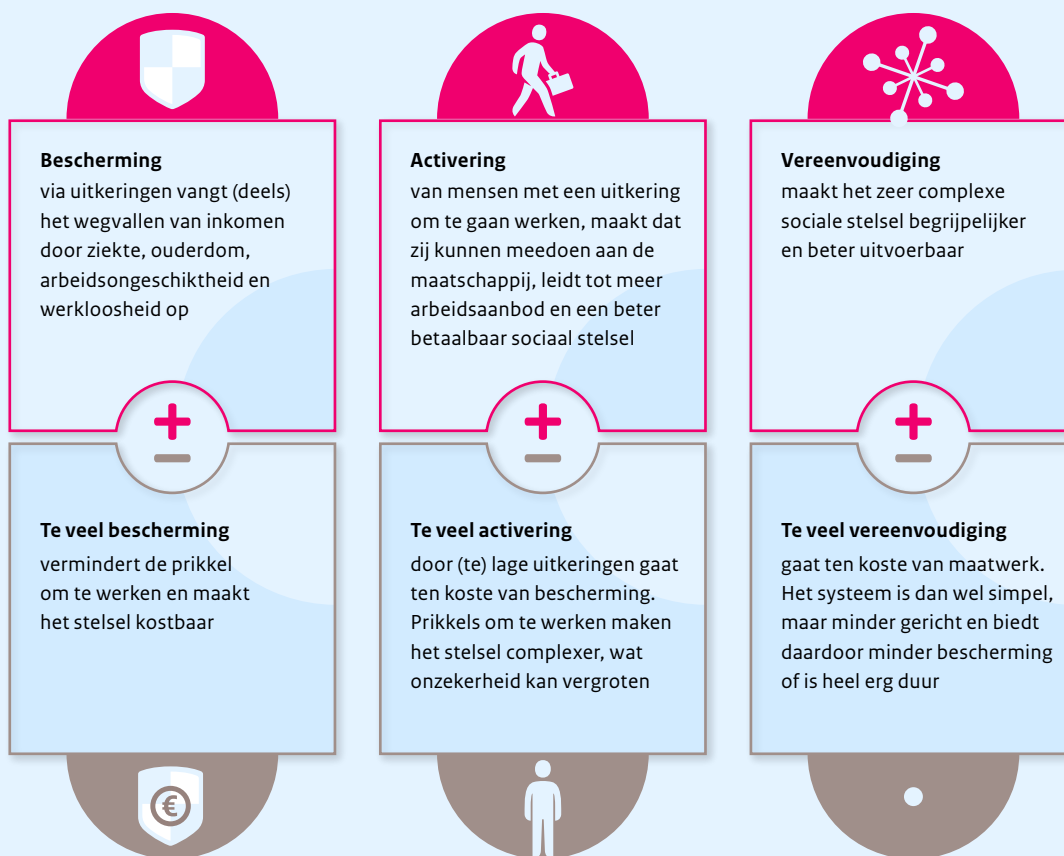 Bescherming
via uitkeringen vangt (deels)
het wegvallen van inkomen
door ziekte, ouderdom,
arbeidsongeschiktheid en
werkloosheid op
+
–
Te veel bescherming
vermindert de prikkel
om te werken en maakt
het stelsel kostbaar
€
Activering
van mensen met een uitkering
om te gaan werken, maakt dat
zij kunnen meedoen aan de
maatschappij, leidt tot meer
arbeidsaanbod en een beter
betaalbaar sociaal stelsel
+
–
Te veel activering
door (te) lage uitkeringen gaat
ten koste van bescherming.
Prikkels om te werken maken
het stelsel complexer, wat
onzekerheid kan vergroten
Vereenvoudiging
maakt het zeer complexe
sociale stelsel begrijpelijker
en beter uitvoerbaar
+
–
Te veel vereenvoudiging
gaat ten koste van maatwerk.
Het systeem is dan wel simpel,
maar minder gericht en biedt
daardoor minder bescherming
of is heel erg duur